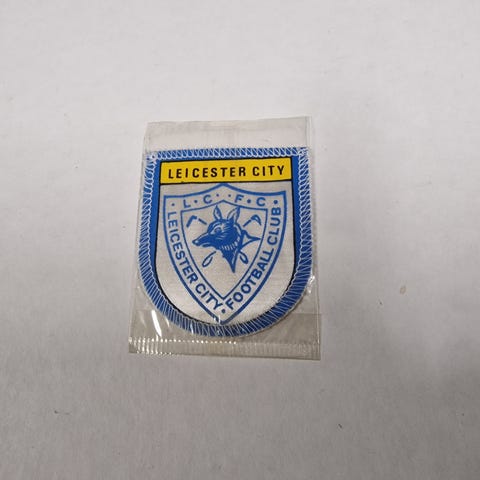 LEICESTER CITY
· L · C · F · C ·
LEICESTER CITY · FOOTBALL CLUB